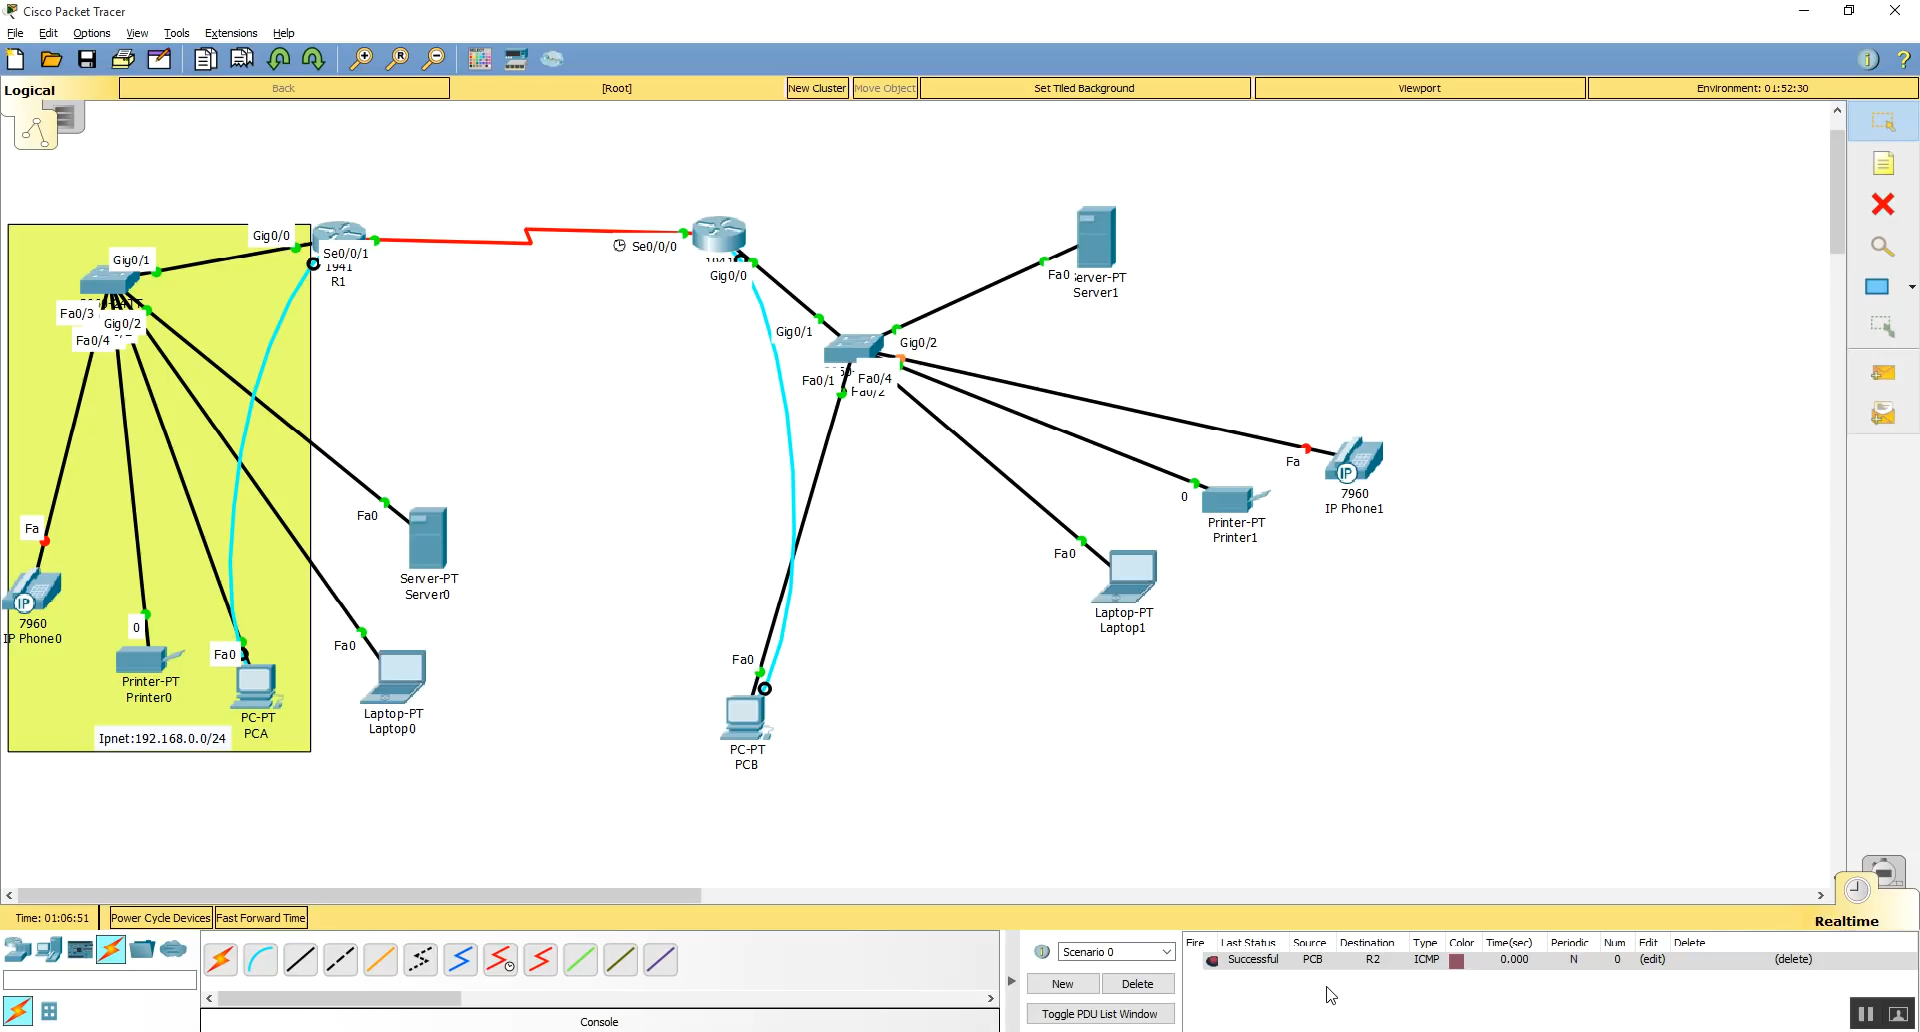 Cisco Packet Tracer
File Edit Options View Tools Extensions Help
Logical Back [Root] New Cluster Move Object Set Tiled Background Viewport Environment: 01:52:30
Gig0/0
Se0/0/1
1941
R1
Gig0/1
Fa0/3
Gig0/2
Fa0/4
Se0/0/0
Gig0/0
Gig0/1
Gig0/2
Fa0/1
Fa0/4
Fa0/2
Fa0
Server1
Fa
IP
7960
IP Phone1
0
Printer-PT
Printer1
Fa0
Laptop-PT
Laptop1
Fa0
PC-PT
PCB
Fa0
Server-PT
Server0
Fa0
Laptop-PT
Laptop0
Fa
IP
7960
IP Phone0
0
Printer-PT
Printer0
Fa0
PC-PT
PCA
Ipnet:192.168.0.0/24
Time: 01:06:51 Power Cycle Devices Fast Forward Time
Realtime
Scenario 0
New Delete
Toggle PDU List Window
Fire Last Status Source Destination Type Color Time(sec) Periodic Num Edit Delete
Successful PCB R2 ICMP 0.000 N 0 (edit) (delete)
Console